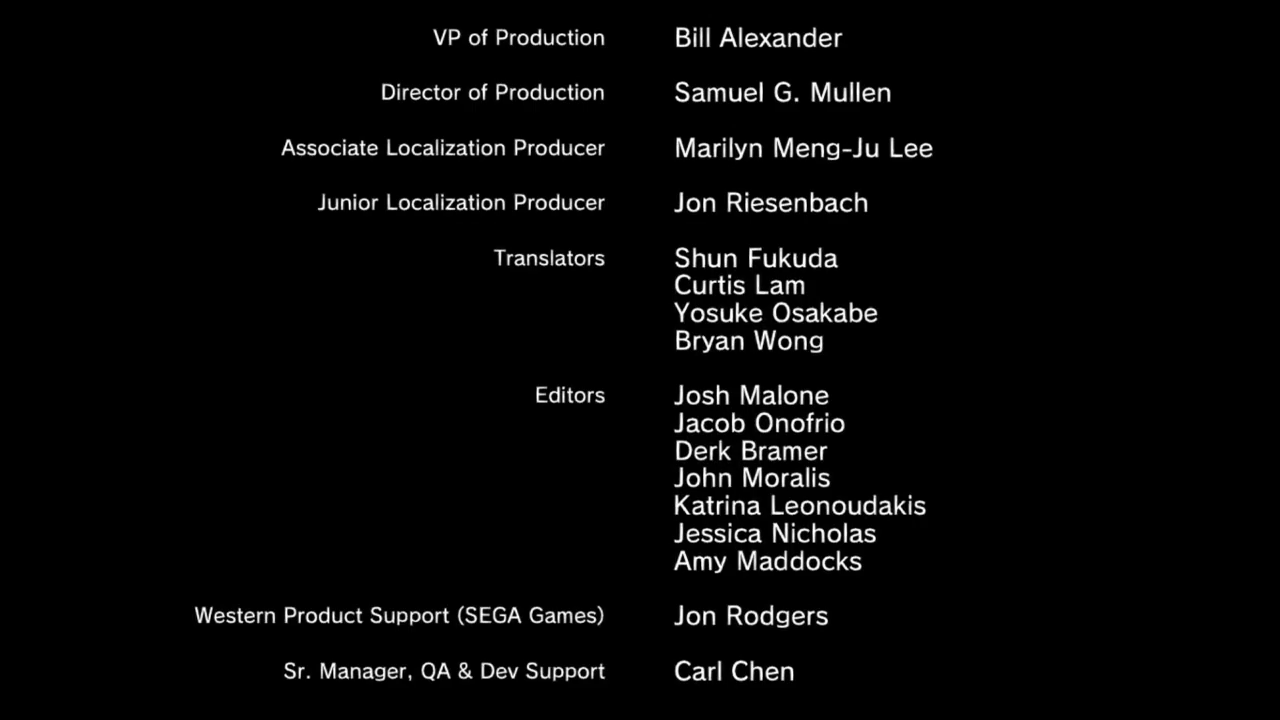 VP of Production Bill Alexander
Director of Production Samuel G. Mullen
Associate Localization Producer Marilyn Meng-Ju Lee
Junior Localization Producer Jon Riesenbach
Translators Shun Fukuda
Curtis Lam
Yosuke Osakabe
Bryan Wong
Editors Josh Malone
Jacob Onofrio
Derk Bramer
John Moralis
Katrina Leonoudakis
Jessica Nicholas
Amy Maddocks
Western Product Support (SEGA Games) Jon Rodgers
Sr. Manager, QA & Dev Support Carl Chen